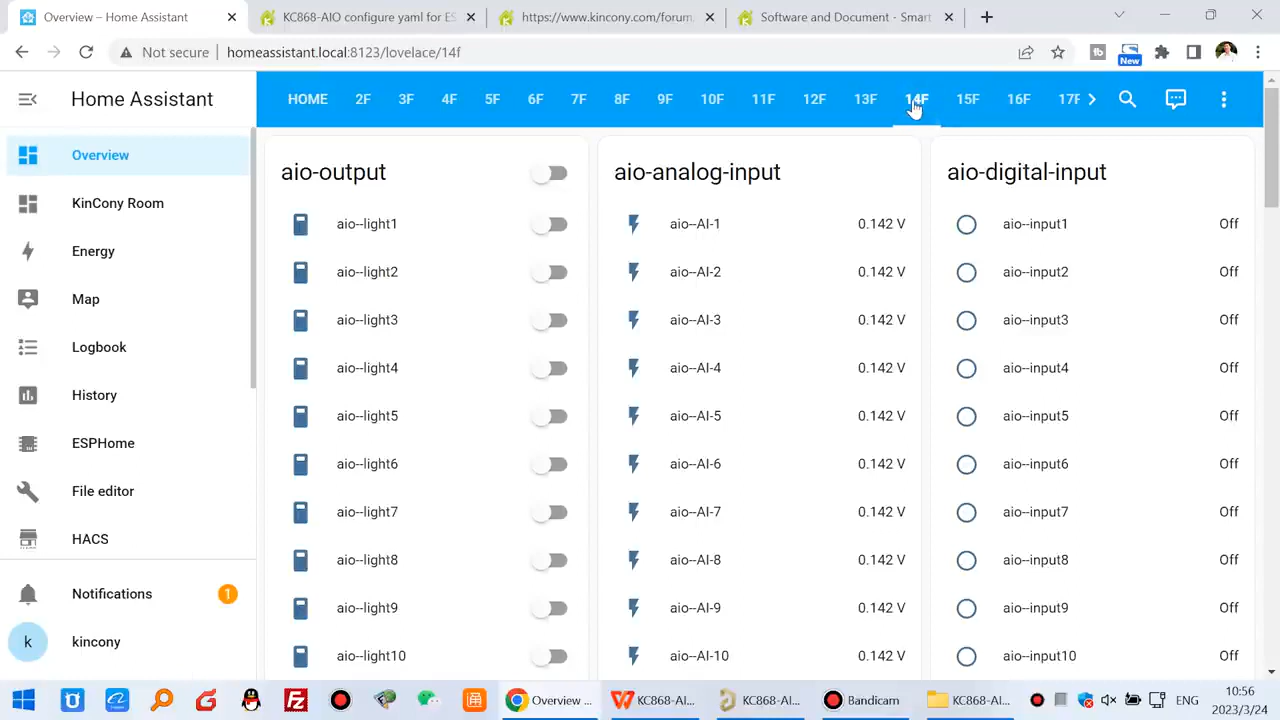 Overview – Home Assistant
KC868-AIO configure yaml for ES
https://www.kincony.com/forum
Software and Document - Smart
Not secure
homeassistant.local:8123/lovelace/14f
New
Home Assistant
HOME 2F 3F 4F 5F 6F 7F 8F 9F 10F 11F 12F 13F 14F 15F 16F 17F
Overview
KinCony Room
Energy
Map
Logbook
History
ESPHome
File editor
HACS
Notifications 1
k kincony
aio-output
aio--light1
aio--light2
aio--light3
aio--light4
aio--light5
aio--light6
aio--light7
aio--light8
aio--light9
aio--light10
aio-analog-input
aio--AI-1 0.142 V
aio--AI-2 0.142 V
aio--AI-3 0.142 V
aio--AI-4 0.142 V
aio--AI-5 0.142 V
aio--AI-6 0.142 V
aio--AI-7 0.142 V
aio--AI-8 0.142 V
aio--AI-9 0.142 V
aio--AI-10 0.142 V
aio-digital-input
aio--input1 Off
aio--input2 Off
aio--input3 Off
aio--input4 Off
aio--input5 Off
aio--input6 Off
aio--input7 Off
aio--input8 Off
aio--input9 Off
aio--input10 Off
Overview ...
KC868-AI...
KC868-AI...
Bandicam
KC868-AI...
ENG
10:56
2023/3/24